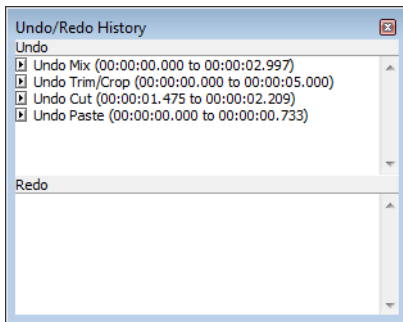 Undo/Redo History
Undo
Undo Mix (00:00:00.000 to 00:00:02.997)
Undo Trim/Crop (00:00:00.000 to 00:00:05.000)
Undo Cut (00:00:01.475 to 00:00:02.209)
Undo Paste (00:00:00.000 to 00:00:00.733)
Redo